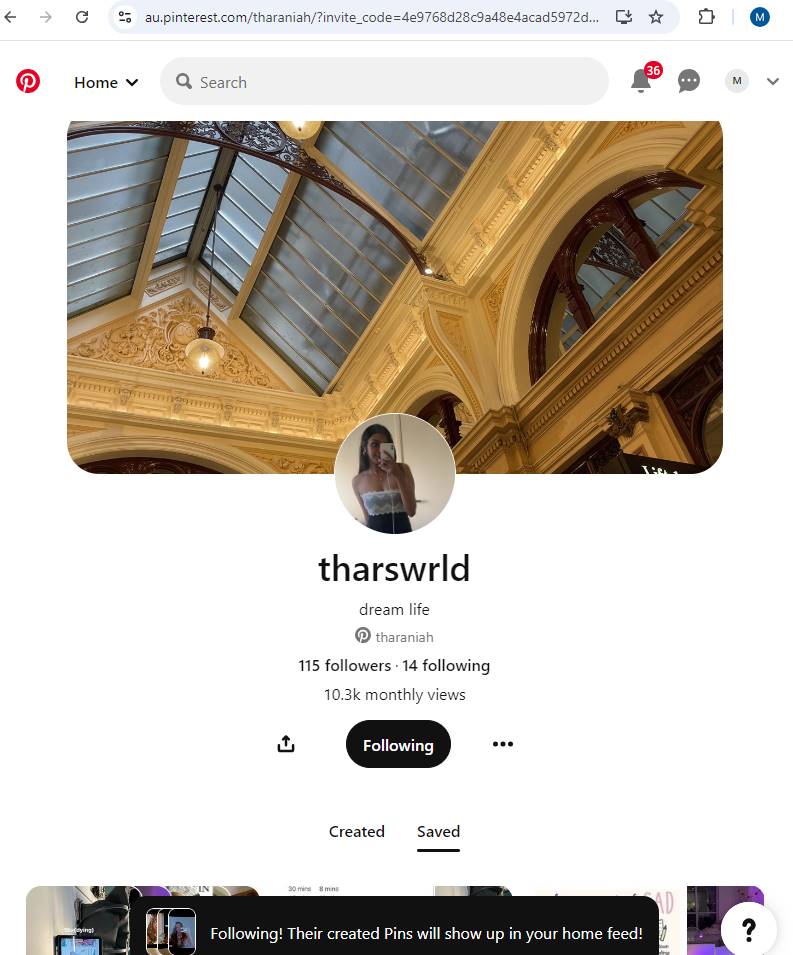 au.pinterest.com/tharaniah/?invite_code=4e9768d28c9a48e4acad5972d...
M
Home
Search
36
M
tharswrld
dream life
tharaniah
115 followers · 14 following
10.3k monthly views
Following
Created
Saved
IN
30 mins 8 mins
SAD
Following! Their created Pins will show up in your home feed!
?